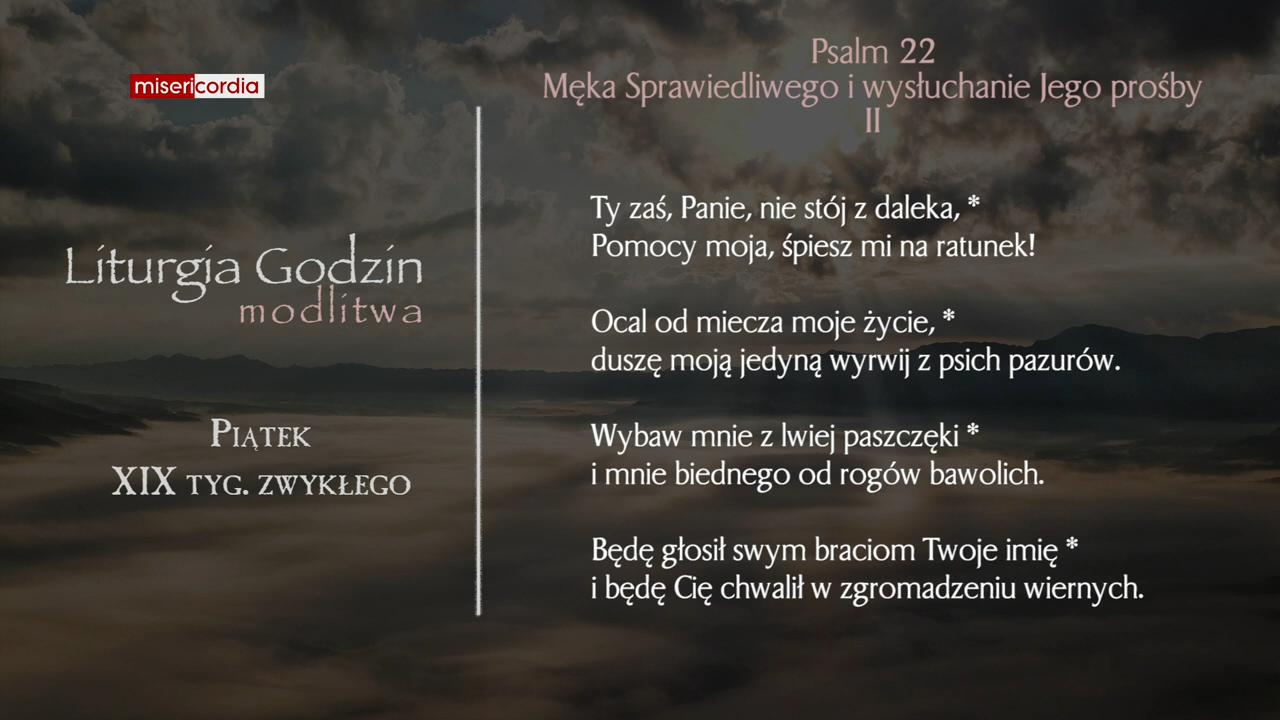 misericordia
Liturgia Godzin
modlitwa
Piątek
XIX tyg. zwykłego
Psalm 22
Męka Sprawiedliwego i wysłuchanie Jego prośby
II
Ty zaś, Panie, nie stój z daleka, *
Pomocy moja, śpiesz mi na ratunek!
Ocal od miecza moje życie, *
duszę moją jedyną wyrwij z psich pazurów.
Wybaw mnie z lwiej paszczęki *
i mnie biednego od rogów bawolich.
Będę głosił swym braciom Twoje imię *
i będę Cię chwalił w zgromadzeniu wiernych.